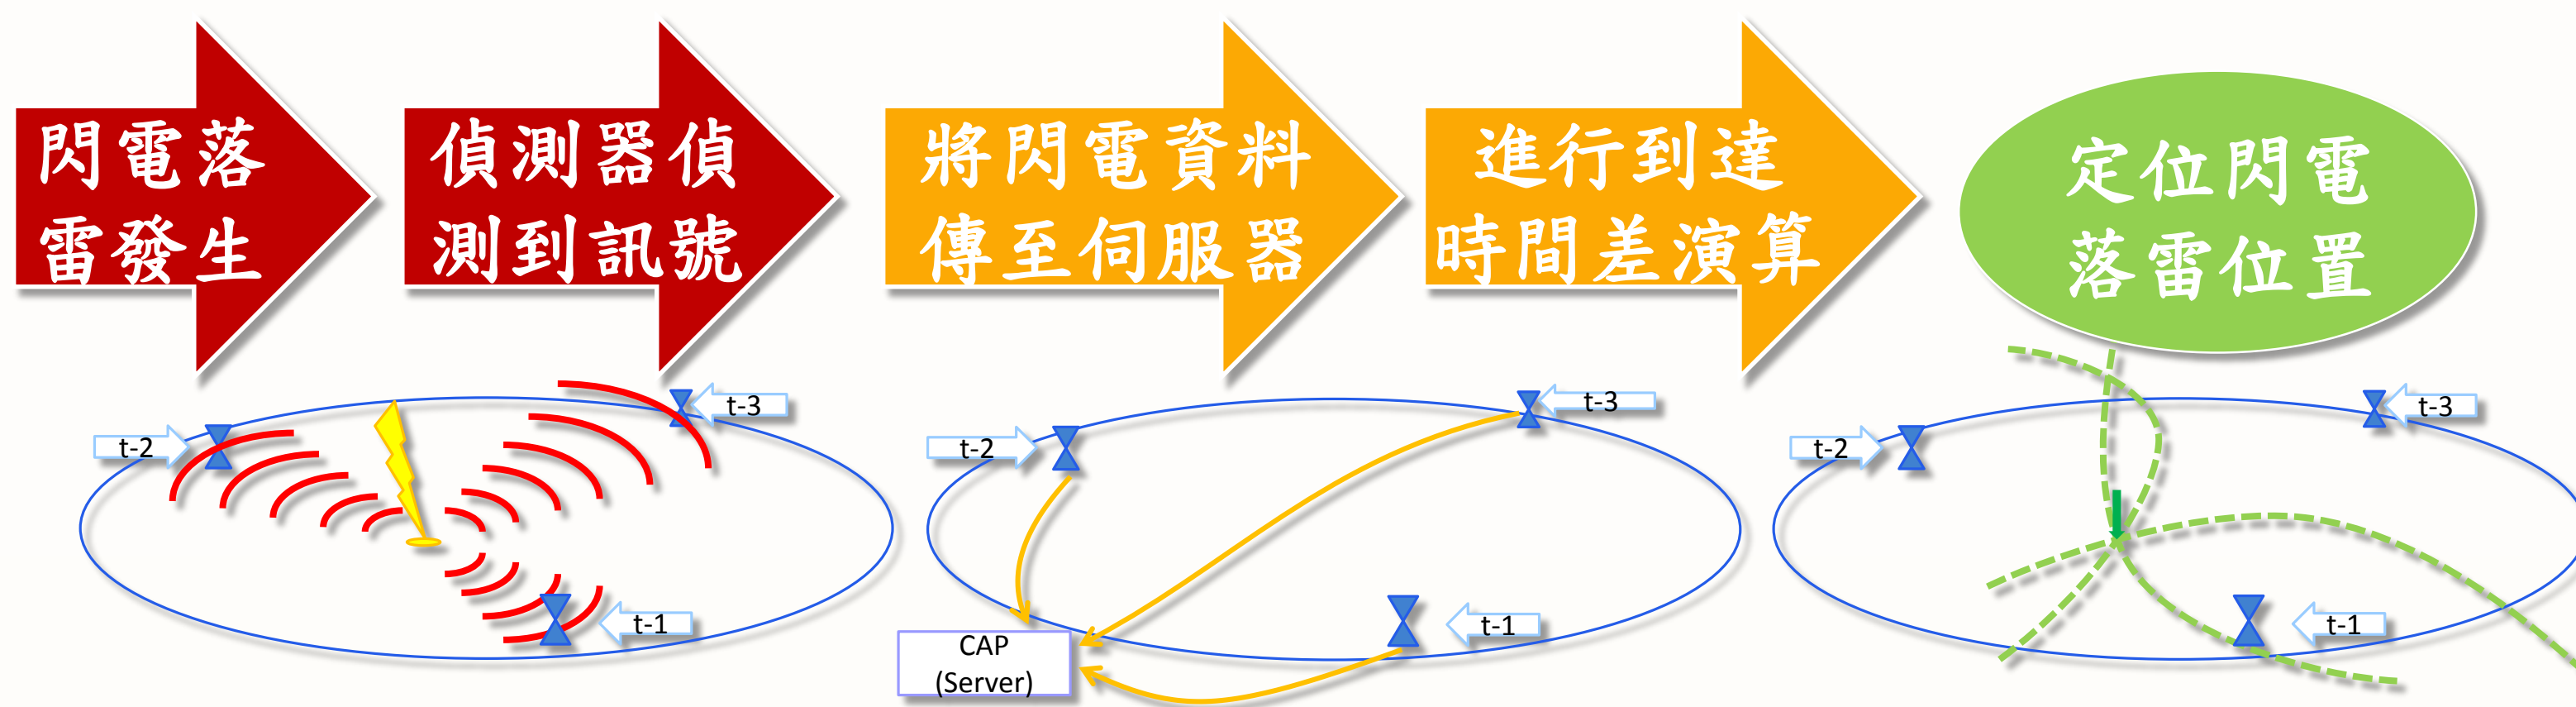 閃電落
雷發生
偵測器偵
測到訊號
將閃電資料
傳至伺服器
進行到達
時間差演算
定位閃電
落雷位置
t-2
t-3
t-1
t-2
t-3
t-1
CAP
(Server)
t-2
t-3
t-1